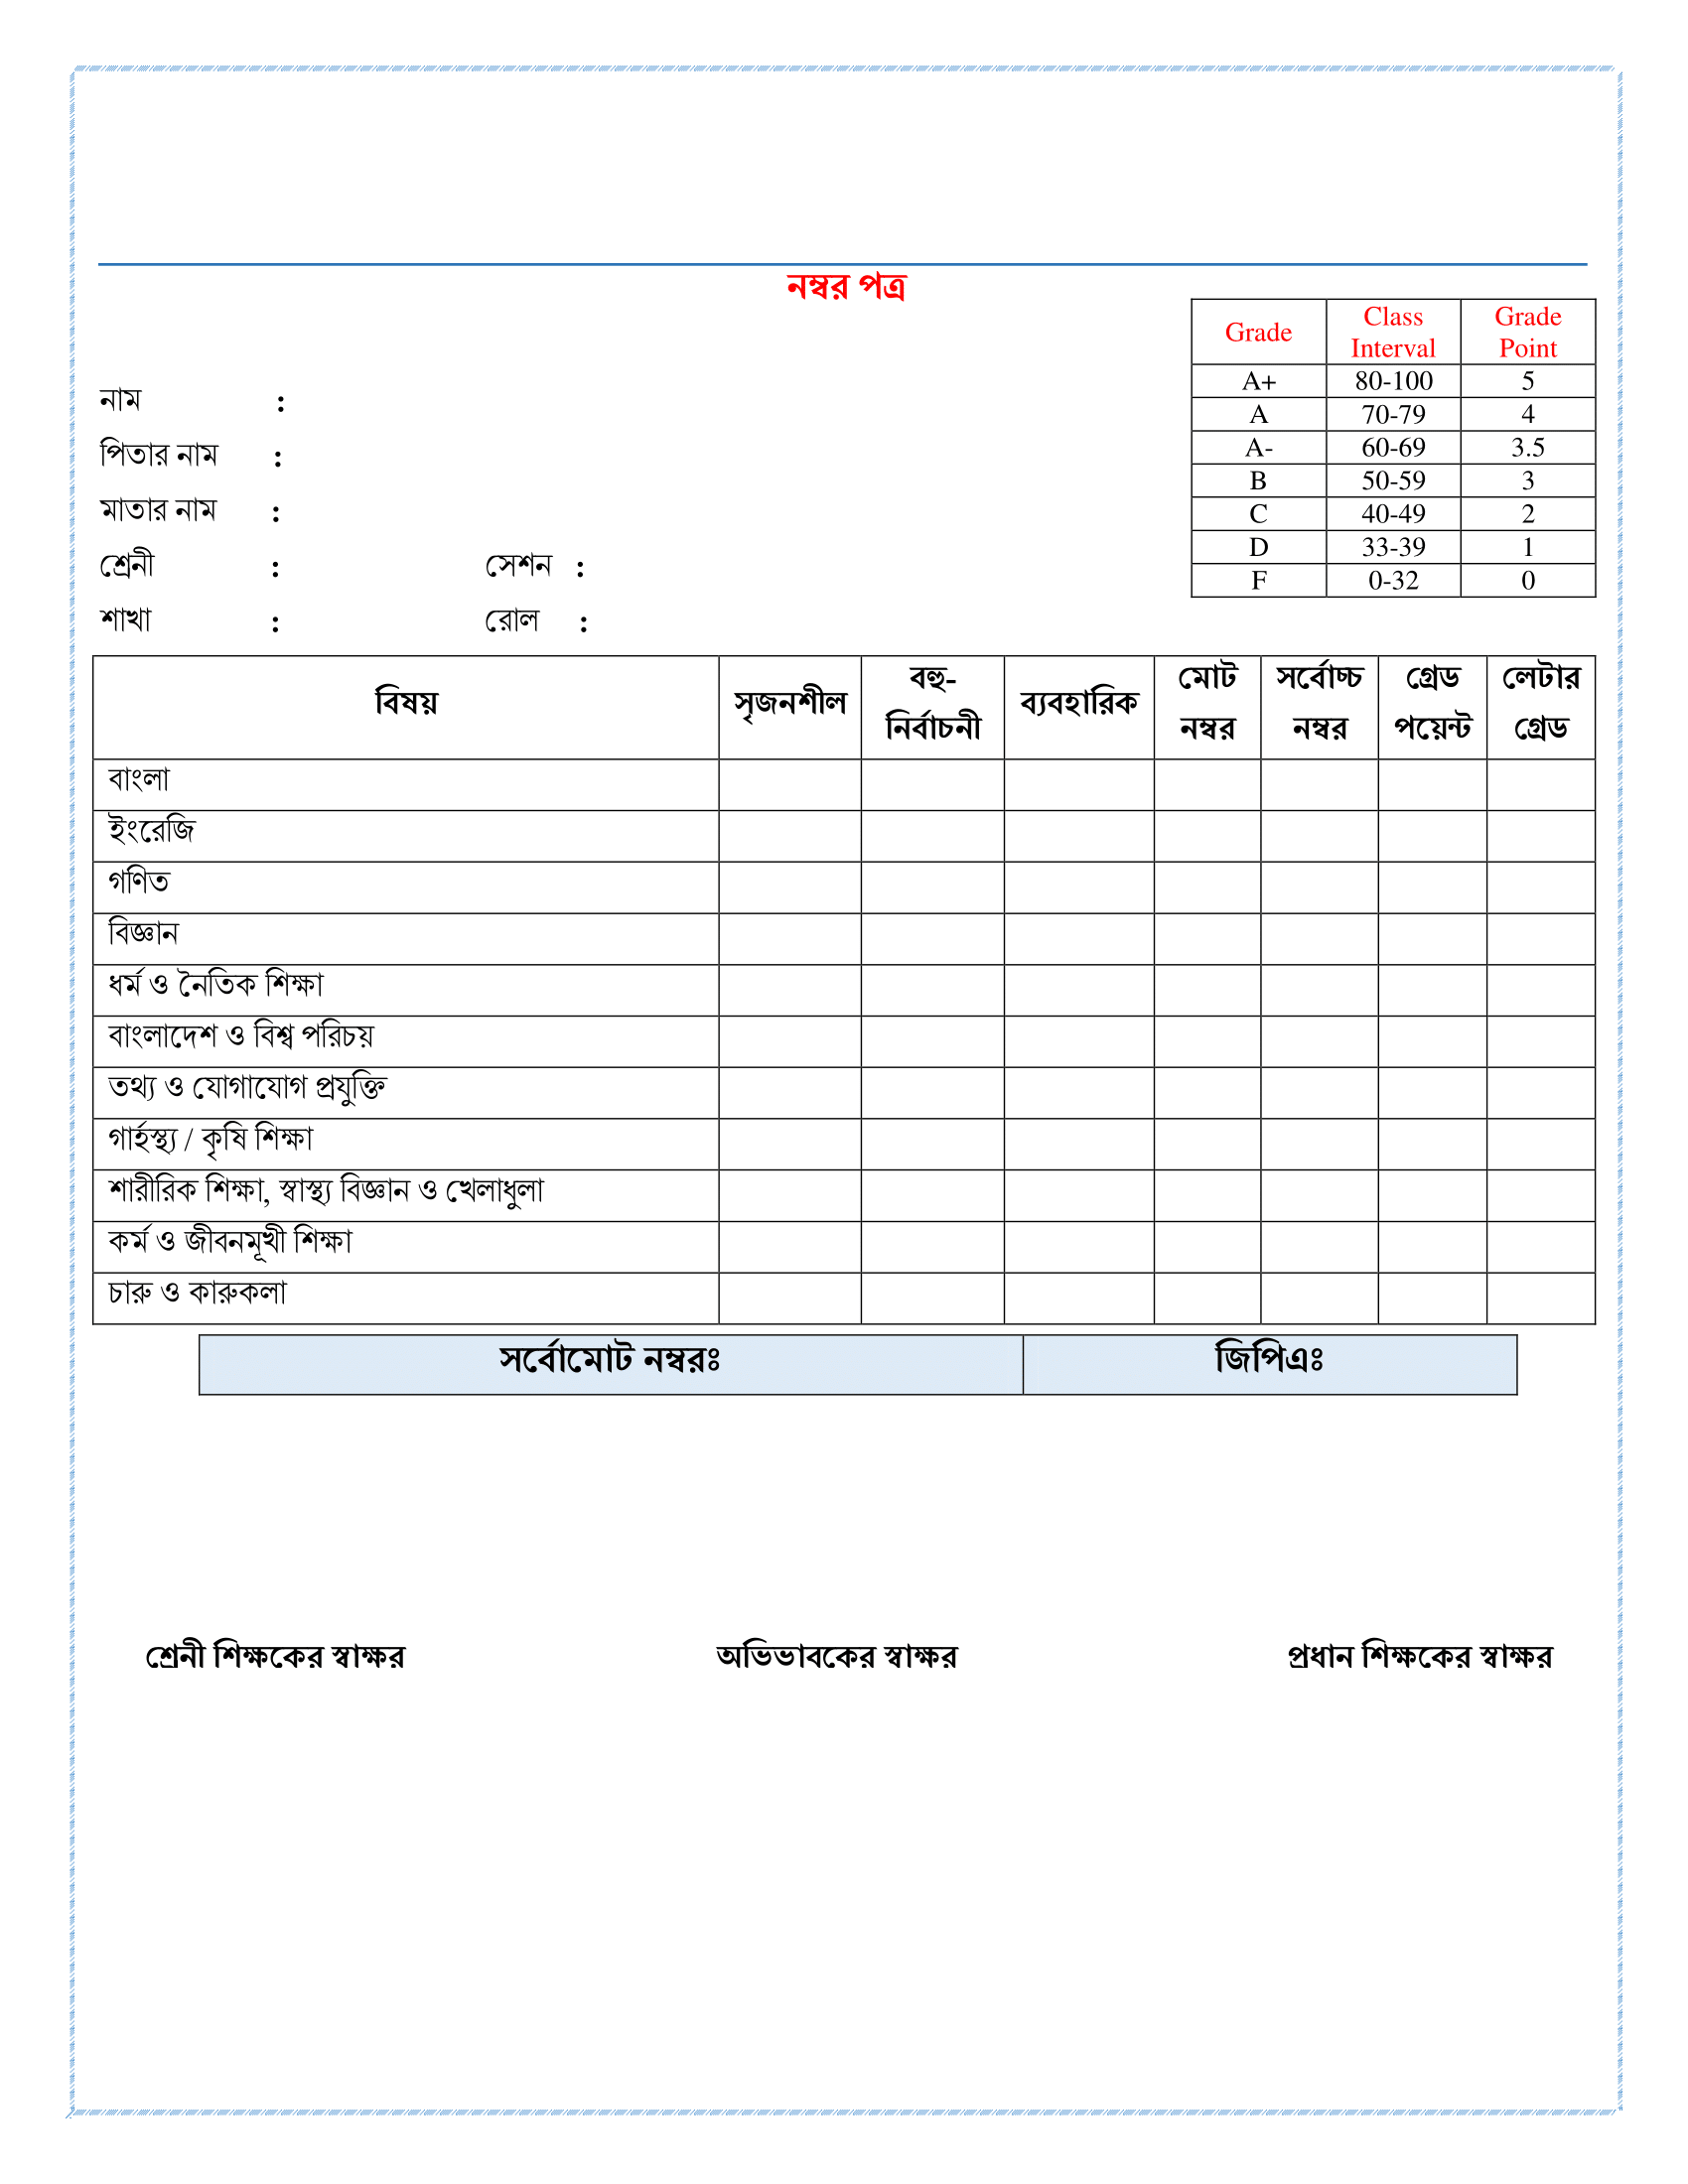 নম্বর পত্র
Grade Class Interval Grade Point
A+ 80-100 5
A 70-79 4
A- 60-69 3.5
B 50-59 3
C 40-49 2
D 33-39 1
F 0-32 0
নাম :
পিতার নাম :
মাতার নাম :
শ্রেনী : সেশন :
শাখা : রোল :
বিষয় সৃজনশীল বহু-নির্বাচনী ব্যবহারিক মোট নম্বর সর্বোচ্চ নম্বর গ্রেড পয়েন্ট লেটার গ্রেড
বাংলা
ইংরেজি
গণিত
বিজ্ঞান
ধর্ম ও নৈতিক শিক্ষা
বাংলাদেশ ও বিশ্ব পরিচয়
তথ্য ও যোগাযোগ প্রযুক্তি
গার্হস্থ্য / কৃষি শিক্ষা
শারীরিক শিক্ষা, স্বাস্থ্য বিজ্ঞান ও খেলাধুলা
কর্ম ও জীবনমূখী শিক্ষা
চারু ও কারুকলা
সর্বোমোট নম্বরঃ জিপিএঃ
শ্রেনী শিক্ষকের স্বাক্ষর অভিভাবকের স্বাক্ষর প্রধান শিক্ষকের স্বাক্ষর